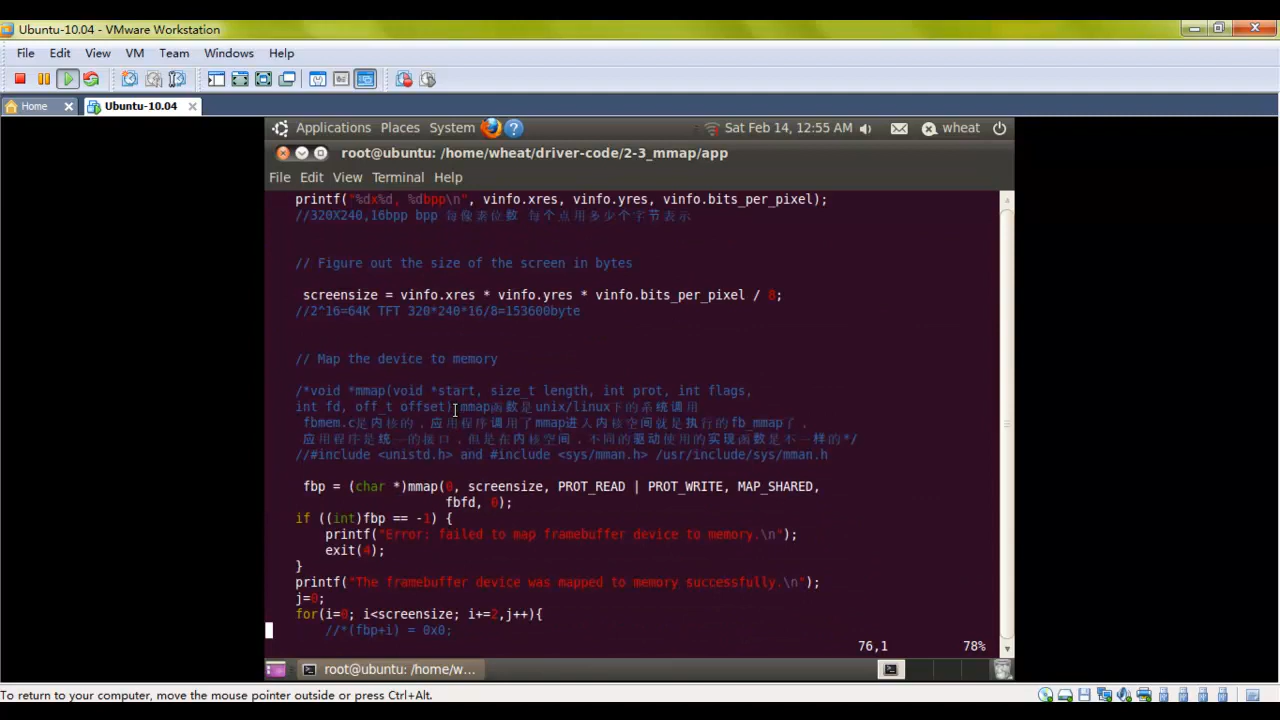 Ubuntu-10.04 - VMware Workstation
File Edit View VM Team Windows Help
Home Ubuntu-10.04
Applications Places System Sat Feb 14, 12:55 AM wheat
root@ubuntu: /home/wheat/driver-code/2-3_mmap/app
File Edit View Terminal Help
printf("%dx%d, %dbpp\n", vinfo.xres, vinfo.yres, vinfo.bits_per_pixel);
//320X240,16bpp bpp 每像素位数 每个点用多少个字节表示
// Figure out the size of the screen in bytes
screensize = vinfo.xres * vinfo.yres * vinfo.bits_per_pixel / 8;
//2^16=64K TFT 320*240*16/8=153600byte
// Map the device to memory
/*void *mmap(void *start, size_t length, int prot, int flags,
int fd, off_t offset) mmap函数是unix/linux下的系统调用
fbmem.c是内核的，应用程序调用了mmap进入内核空间就是执行的fb_mmap了，
应用程序是统一的接口，但是在内核空间，不同的驱动使用的实现函数是不一样的*/
//#include <unistd.h> and #include <sys/mman.h> /usr/include/sys/mman.h
fbp = (char *)mmap(0, screensize, PROT_READ | PROT_WRITE, MAP_SHARED,
fbfd, 0);
if ((int)fbp == -1) {
printf("Error: failed to map framebuffer device to memory.\n");
exit(4);
}
printf("The framebuffer device was mapped to memory successfully.\n");
j=0;
for(i=0; i<screensize; i+=2,j++){
//*(fbp+i) = 0x0;
76,1 78%
root@ubuntu: /home/w...
To return to your computer, move the mouse pointer outside or press Ctrl+Alt.